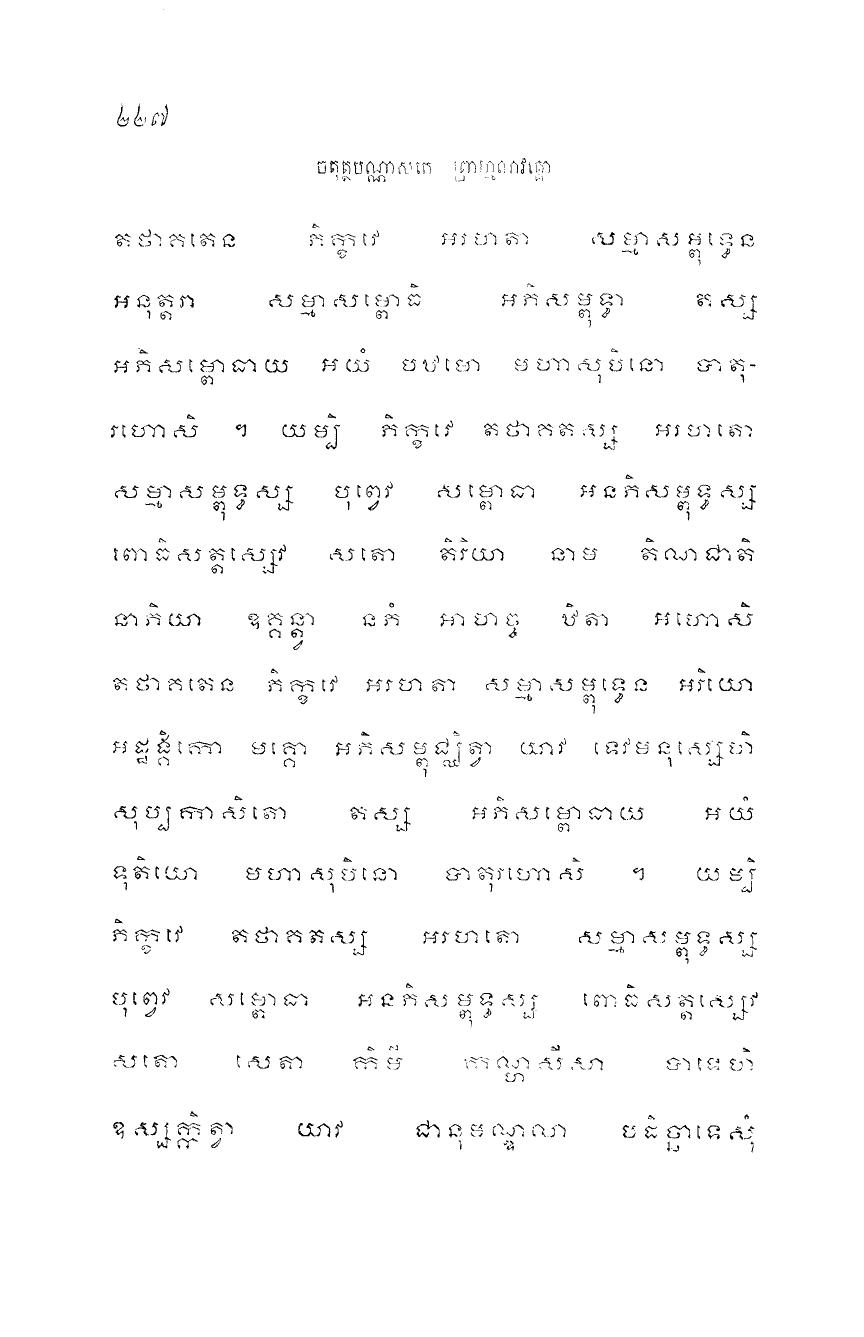 ២២៧
ចតុត្ថបណ្ណាសកេ ព្រាហ្មណវគ្គោ
តថាគតេន ភិក្ខវេ អរហតា សម្មាសម្ពុទ្ធេន
អនុត្តរា សម្មាសម្ពោធិ អភិសម្ពុទ្ធា តស្ស
អភិសម្ពោធាយ អយំ បឋមោ មហាសុបិនោ បាតុ-
រហោសិ ។ យម្បិ ភិក្ខវេ តថាគតស្ស អរហតោ
សម្មាសម្ពុទ្ធស្ស បុព្វេវ សម្ពោធា អនភិសម្ពុទ្ធស្ស
ពោធិសត្តស្សេវ សតោ តិរិយា នាម តិណជាតិ
នាភិយា ឧគ្គន្ត្វា នភំ អាហច្ច ឋិតា អហោសិ
តថាគតេន ភិក្ខវេ អរហតា សម្មាសម្ពុទ្ធេន អរិយោ
អដ្ឋង្គិកោ មគ្គោ អភិសម្ពុជ្ឈិត្វា យាវ ទេវមនុស្សេហិ
សុប្បកាសិតោ តស្ស អភិសម្ពោធាយ អយំ
ទុតិយោ មហាសុបិនោ បាតុរហោសិ ។ យម្បិ
ភិក្ខវេ តថាគតស្ស អរហតោ សម្មាសម្ពុទ្ធស្ស
បុព្វេវ សម្ពោធា អនភិសម្ពុទ្ធស្ស ពោធិសត្តស្សេវ
សតោ សេតា កិមី កណ្ហសីសា បាទេហិ
ឧស្សក្កិត្វា យាវ ជានុមណ្ឌលា បដិច្ឆាទេសុំ